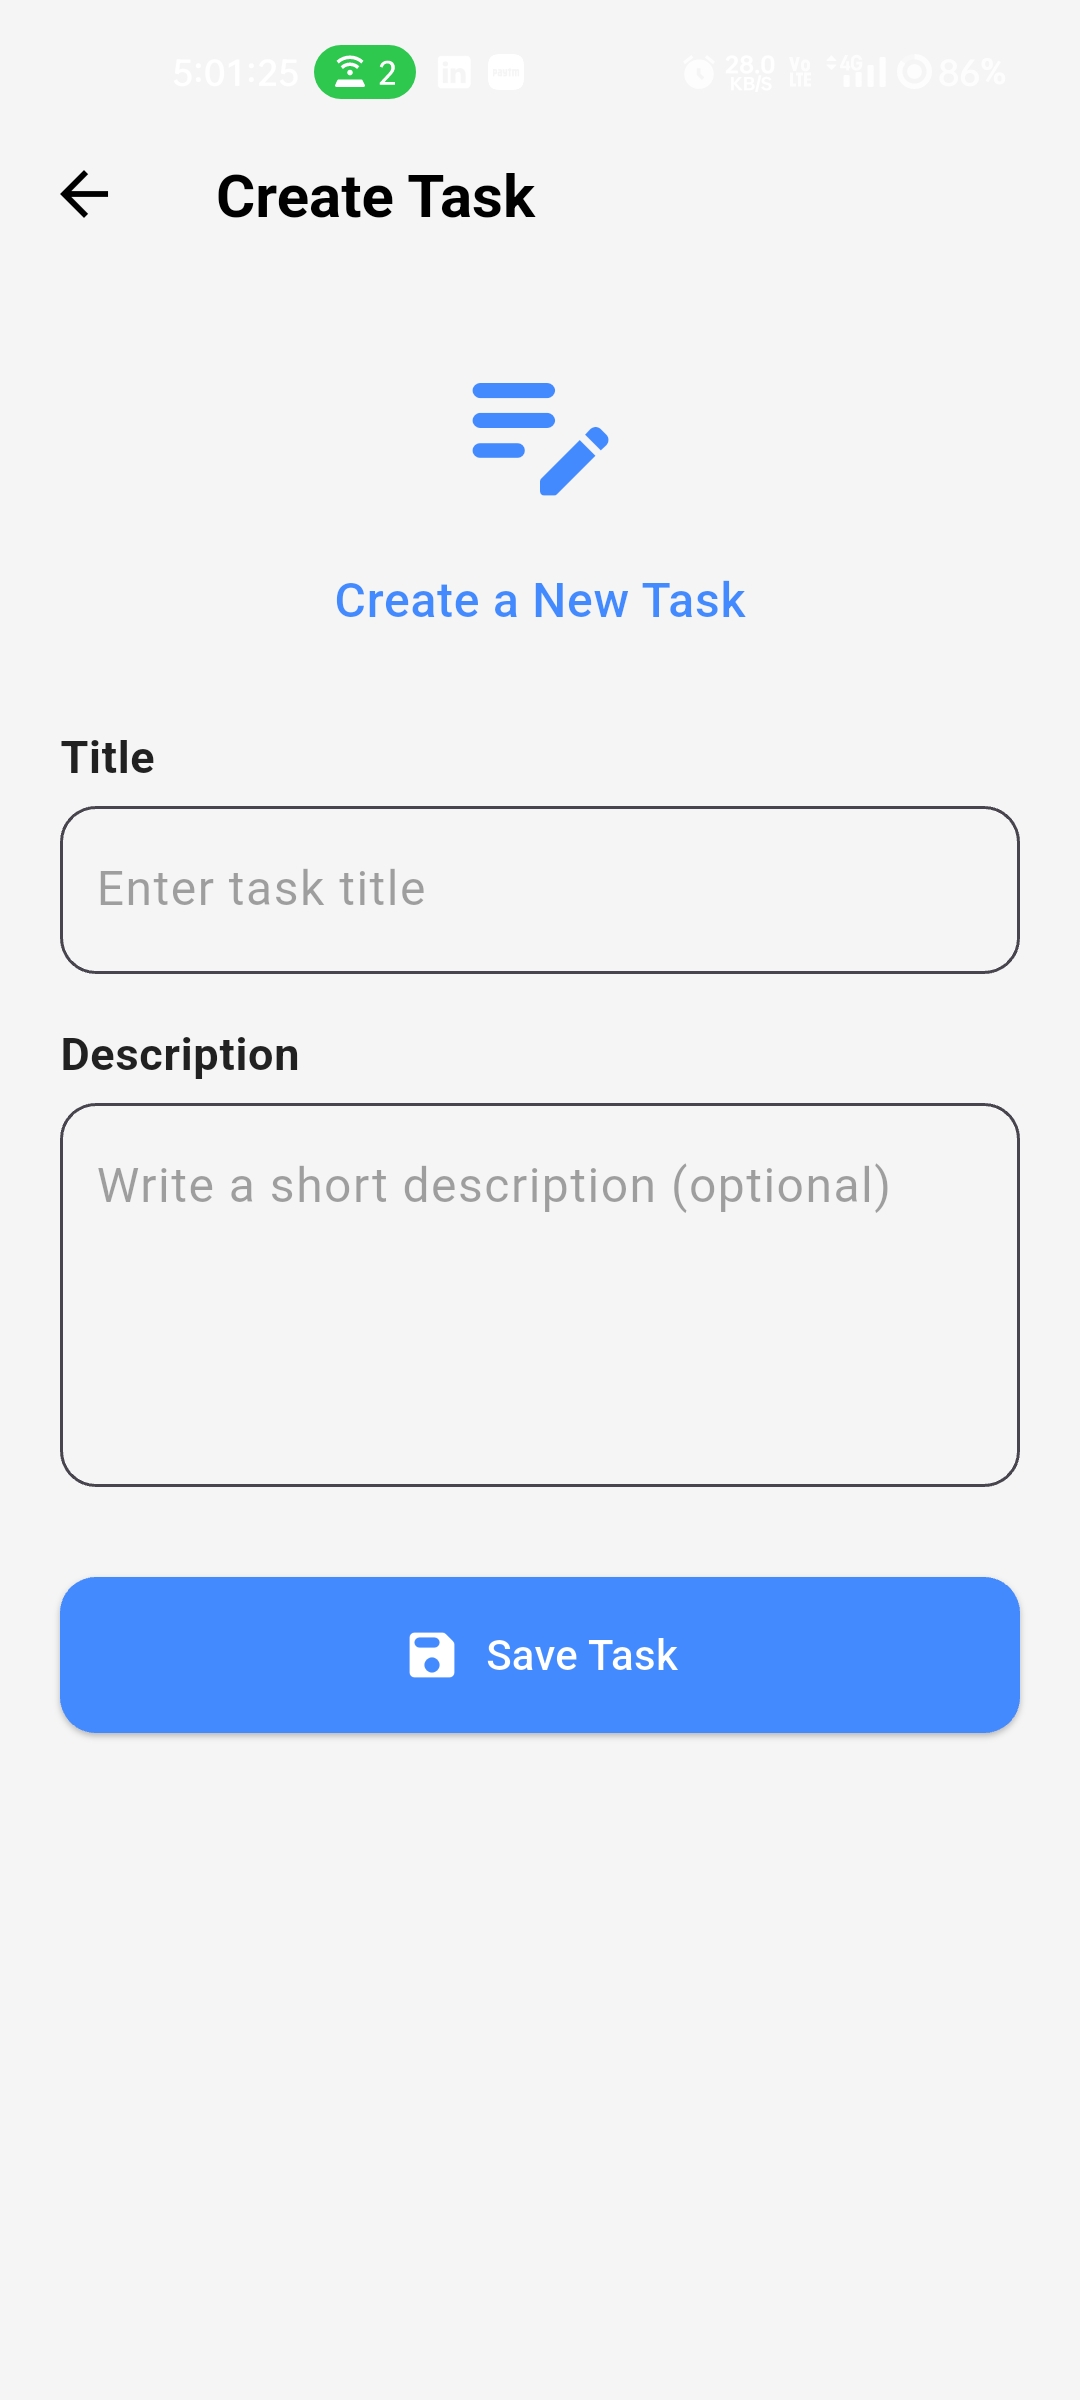 5:01:25 2 28.0 KB/S Vo LTE 4G 86%
Create Task
Create a New Task
Title
Enter task title
Description
Write a short description (optional)
Save Task